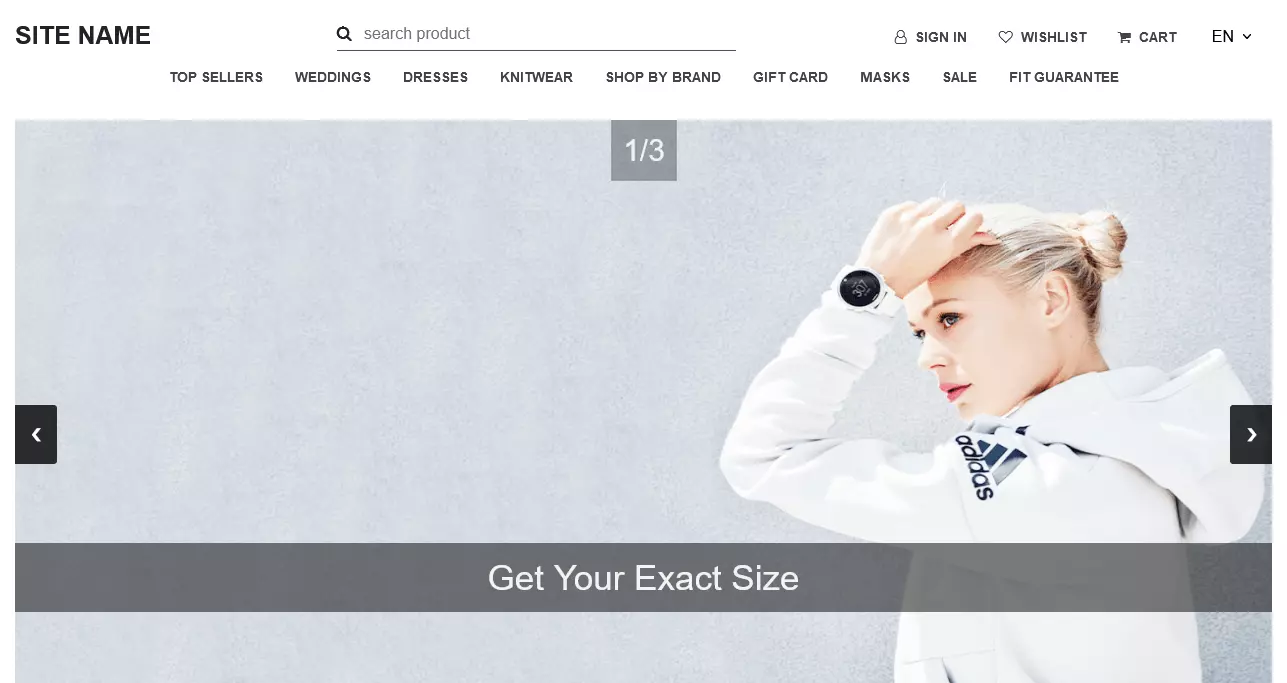 SITE NAME
search product
SIGN IN
WISHLIST
CART
EN
TOP SELLERS WEDDINGS DRESSES KNITWEAR SHOP BY BRAND GIFT CARD MASKS SALE FIT GUARANTEE
1/3
adidas
Get Your Exact Size